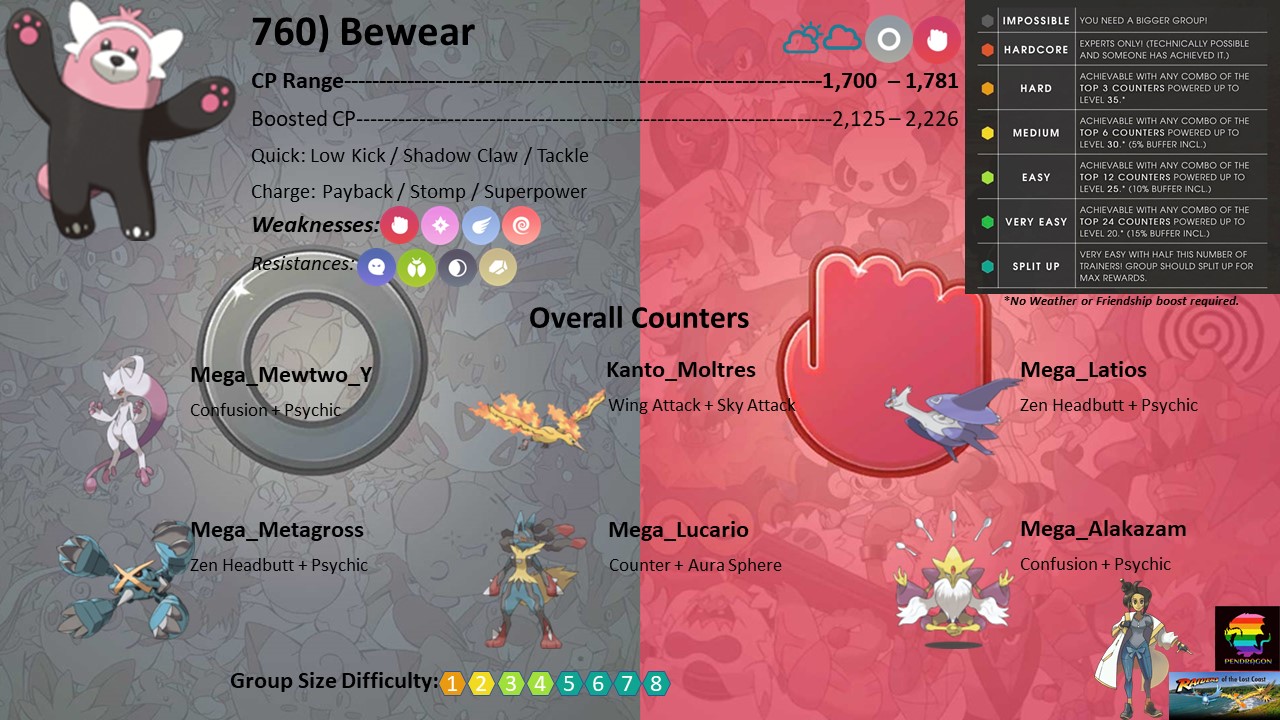 760) Bewear
CP Range------------------------------------------------------------------------1,700 – 1,781
Boosted CP------------------------------------------------------------------------2,125 – 2,226
Quick: Low Kick / Shadow Claw / Tackle
Charge: Payback / Stomp / Superpower
Weaknesses:
Resistances:
IMPOSSIBLE
YOU NEED A BIGGER GROUP!
HARDCORE
EXPERTS ONLY! (TECHNICALLY POSSIBLE
AND SOMEONE HAS ACHIEVED IT.)
HARD
ACHIEVABLE WITH ANY COMBO OF THE
TOP 3 COUNTERS POWERED UP TO
LEVEL 35.*
MEDIUM
ACHIEVABLE WITH ANY COMBO OF THE
TOP 6 COUNTERS POWERED UP TO
LEVEL 30.* (5% BUFFER INCL.)
EASY
ACHIEVABLE WITH ANY COMBO OF THE
TOP 12 COUNTERS POWERED UP TO
LEVEL 25.* (10% BUFFER INCL.)
VERY EASY
ACHIEVABLE WITH ANY COMBO OF THE
TOP 24 COUNTERS POWERED UP TO
LEVEL 20.* (15% BUFFER INCL.)
SPLIT UP
VERY EASY WITH HALF THIS NUMBER OF
TRAINERS! GROUP SHOULD SPLIT UP FOR
MAX REWARDS.
*No Weather or Friendship boost required.
Overall Counters
Mega_Mewtwo_Y
Confusion + Psychic
Kanto_Moltres
Wing Attack + Sky Attack
Mega_Latios
Zen Headbutt + Psychic
Mega_Metagross
Zen Headbutt + Psychic
Mega_Lucario
Counter + Aura Sphere
Mega_Alakazam
Confusion + Psychic
Group Size Difficulty: 1 2 3 4 5 6 7 8
PENDRAGON
RAIDERS of the Lost Coast